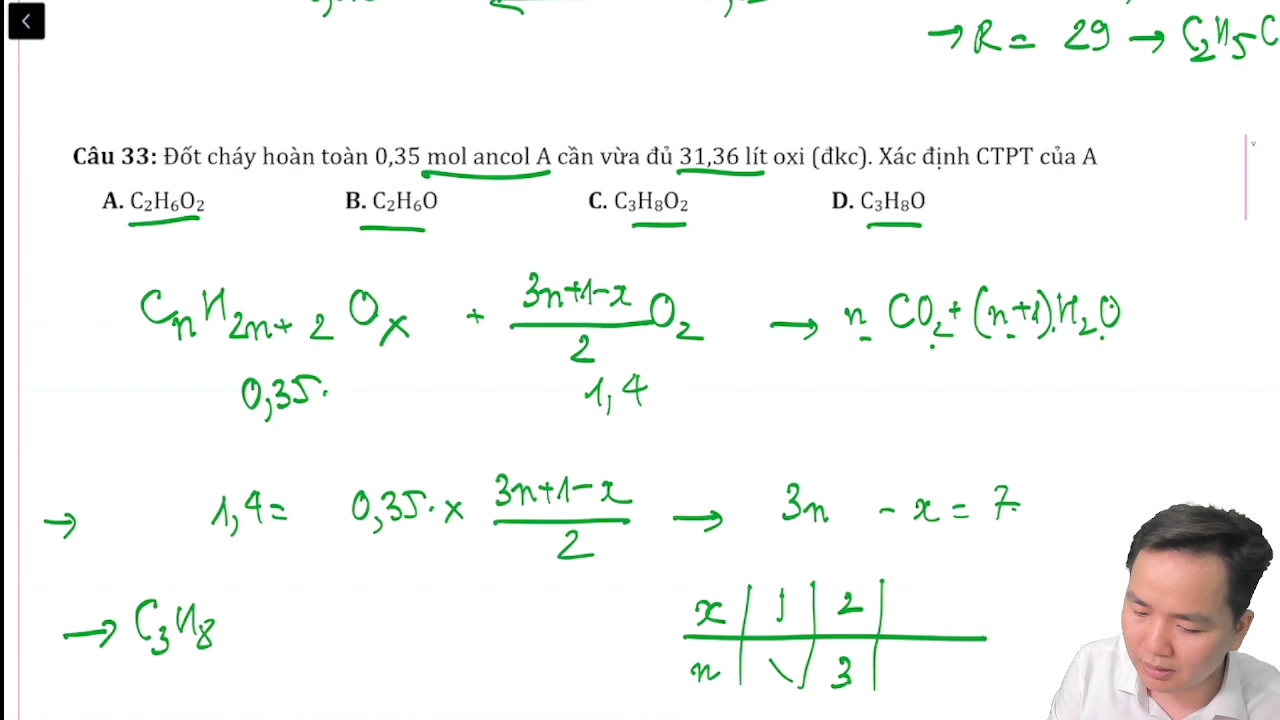 → R = 29 → C₂H₅C
Câu 33: Đốt cháy hoàn toàn 0,35 mol ancol A cần vừa đủ 31,36 lít oxi (đkc). Xác định CTPT của A
A. C₂H₆O₂ B. C₂H₆O C. C₃H₈O₂ D. C₃H₈O
CₙH₂ₙ₊₂Oₓ + (3n+1-x)/2 O₂ → n CO₂ + (n+1) H₂O
0,35. 1,4
→ 1,4 = 0,35. x (3n+1-x)/2 → 3n - x = 7
x | 1 | 2 |
→ C₃H₈
n | \ | 3 |